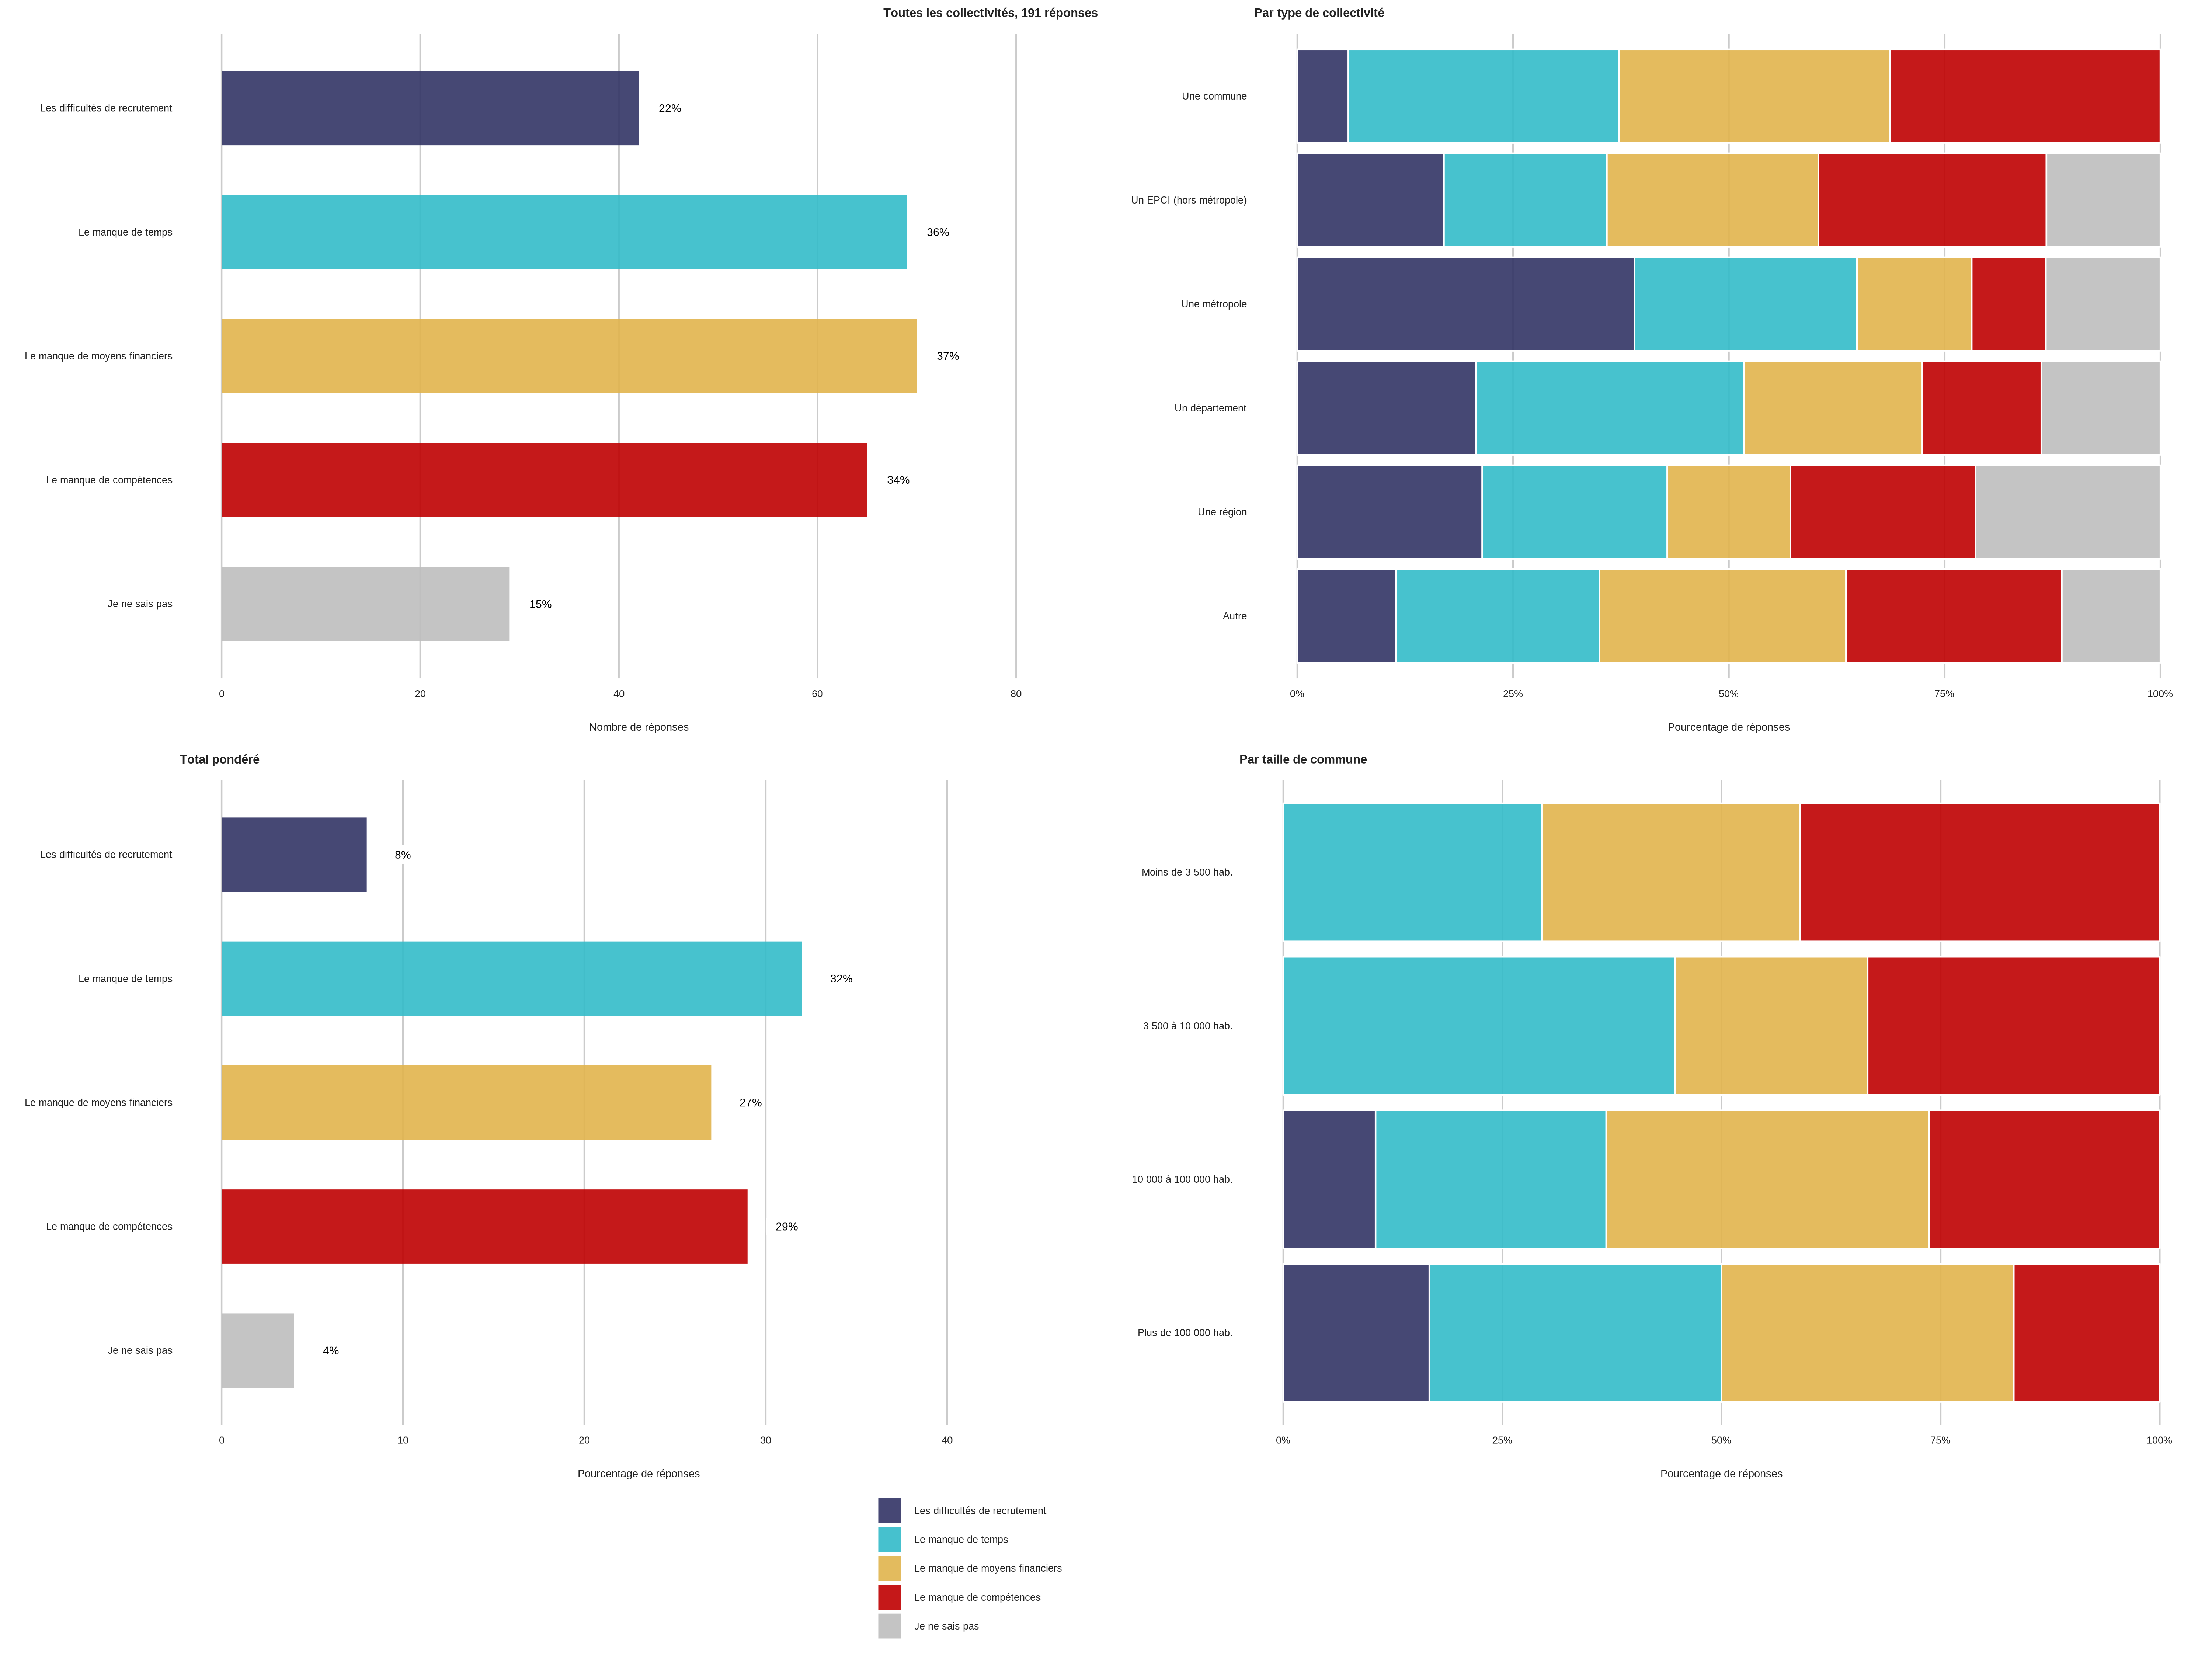 Toutes les collectivités, 191 réponses
Les difficultés de recrutement
22%
Le manque de temps
36%
Le manque de moyens financiers
37%
Le manque de compétences
34%
Je ne sais pas
15%
0 20 40 60 80
Nombre de réponses
Par type de collectivité
Une commune
Un EPCI (hors métropole)
Une métropole
Un département
Une région
Autre
0% 25% 50% 75% 100%
Pourcentage de réponses
Total pondéré
Les difficultés de recrutement
8%
Le manque de temps
32%
Le manque de moyens financiers
27%
Le manque de compétences
29%
Je ne sais pas
4%
0 10 20 30 40
Pourcentage de réponses
Par taille de commune
Moins de 3 500 hab.
3 500 à 10 000 hab.
10 000 à 100 000 hab.
Plus de 100 000 hab.
0% 25% 50% 75% 100%
Pourcentage de réponses
Les difficultés de recrutement
Le manque de temps
Le manque de moyens financiers
Le manque de compétences
Je ne sais pas